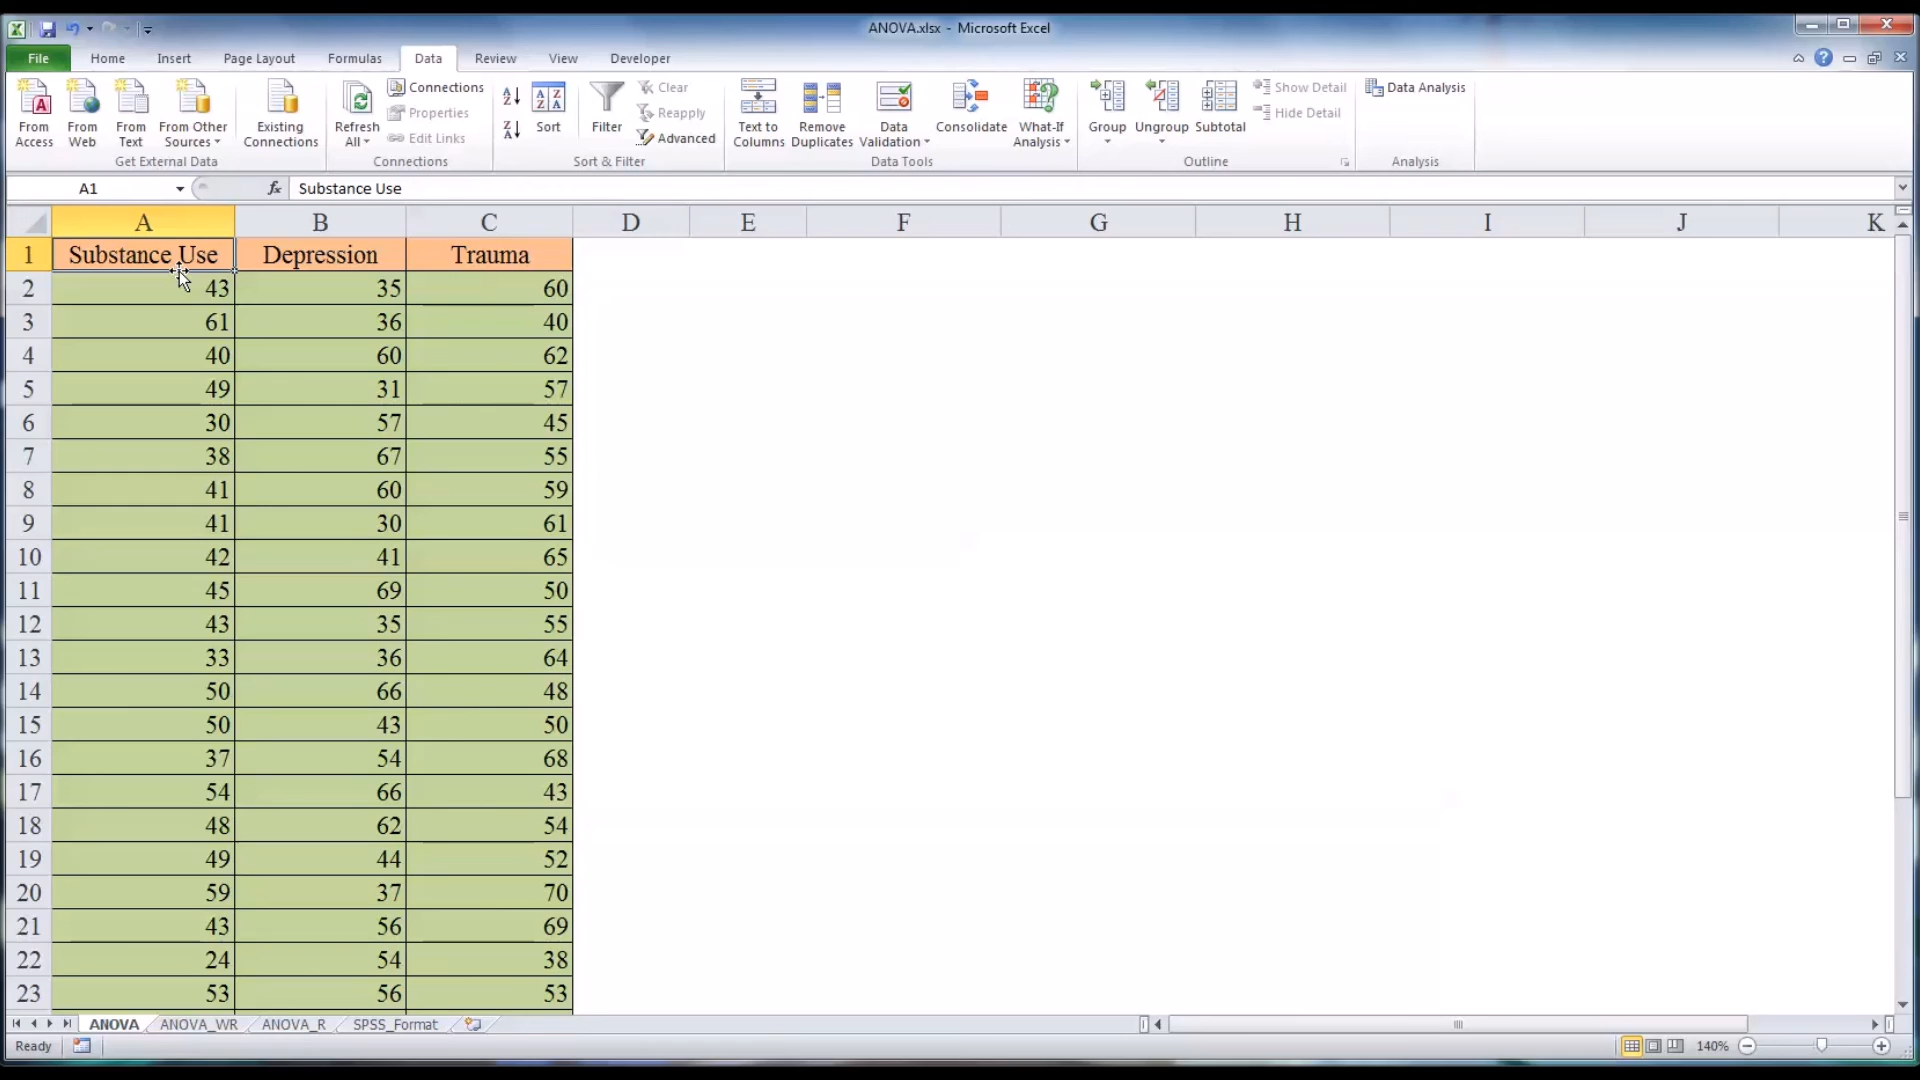 ANOVA.xlsx - Microsoft Excel
File Home Insert Page Layout Formulas Data Review View Developer
From Access
From Web
From Text
From Other Sources
Get External Data
Existing Connections
Refresh All
Connections
Properties
Edit Links
Connections
Sort
Filter
Clear
Reapply
Advanced
Sort & Filter
Text to Columns
Remove Duplicates
Data Validation
Consolidate
What-If Analysis
Data Tools
Group
Ungroup
Subtotal
Show Detail
Hide Detail
Outline
Data Analysis
Analysis
A1 fx Substance Use
A B C D E F G H I J K
1 Substance Use Depression Trauma
2 43 35 60
3 61 36 40
4 40 60 62
5 49 31 57
6 30 57 45
7 38 67 55
8 41 60 59
9 41 30 61
10 42 41 65
11 45 69 50
12 43 35 55
13 33 36 64
14 50 66 48
15 50 43 50
16 37 54 68
17 54 66 43
18 48 62 54
19 49 44 52
20 59 37 70
21 43 56 69
22 24 54 38
23 53 56 53
ANOVA ANOVA_WR ANOVA_R SPSS_Format
Ready 140%